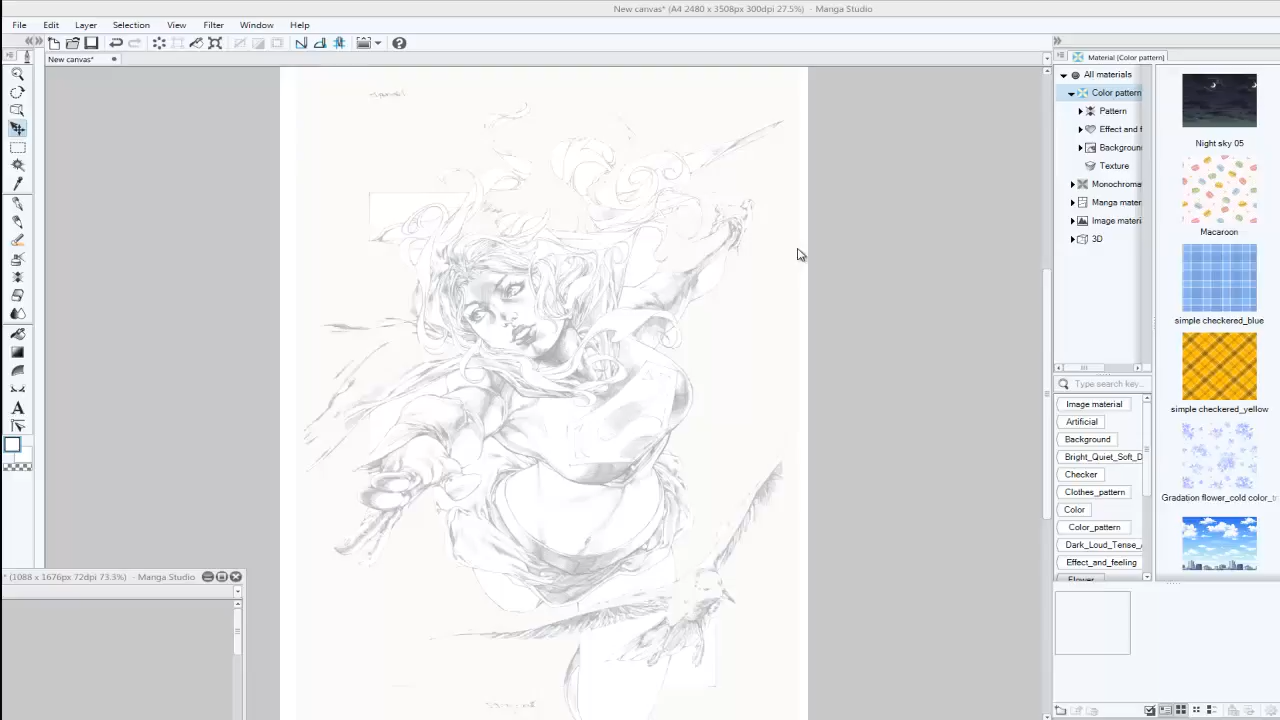 New canvas* (A4 2480 x 3508px 300dpi 27.5%) - Manga Studio
File Edit Layer Selection View Filter Window Help
New canvas*
Material [Color pattern]
All materials
Color pattern
Pattern
Effect and f
Background
Texture
Monochroma
Manga mater
Image materi
3D
Type search key...
Image material
Artificial
Background
Bright_Quiet_Soft_D
Checker
Clothes_pattern
Color
Color_pattern
Dark_Loud_Tense_
Effect_and_feeling
Flower
Night sky 05
Macaroon
simple checkered_blue
simple checkered_yellow
Gradation flower_cold color_tr
* (1088 x 1676px 72dpi 73.3%) - Manga Studio
A